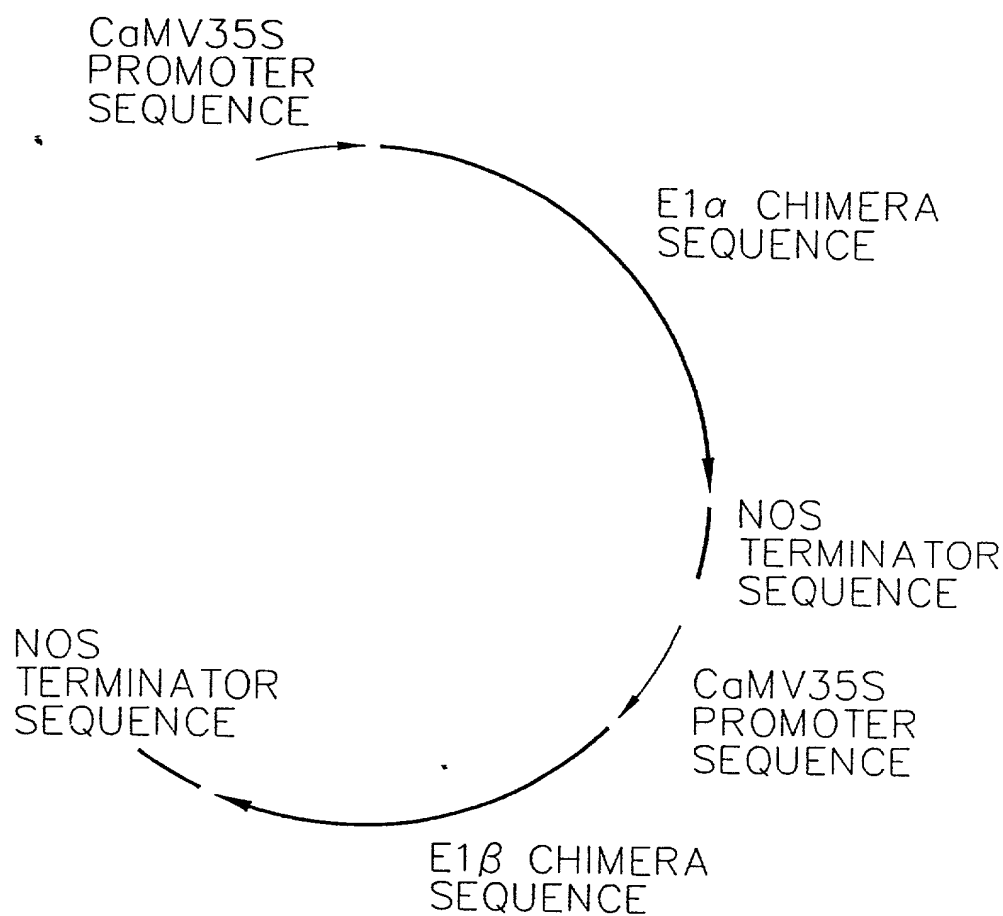 CaMV35S
PROMOTER
SEQUENCE
E1α CHIMERA
SEQUENCE
NOS
TERMINATOR
SEQUENCE
CaMV35S
PROMOTER
SEQUENCE
E1β CHIMERA
SEQUENCE
NOS
TERMINATOR
SEQUENCE